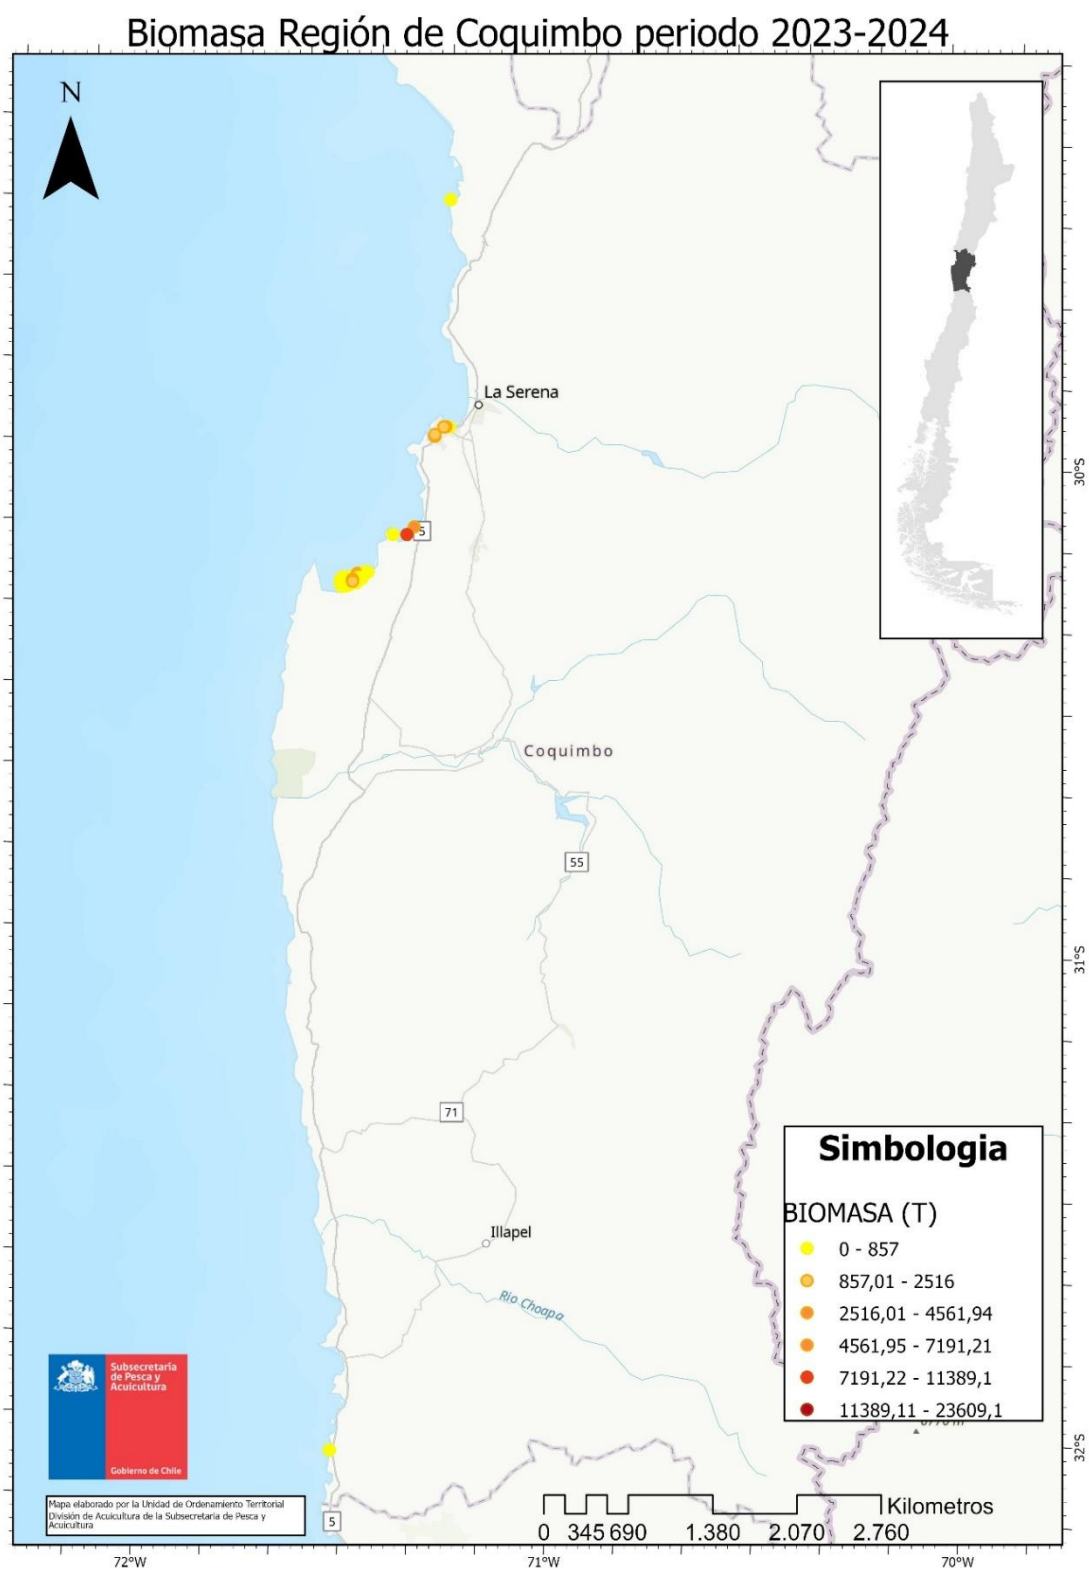 Biomasa Región de Coquimbo periodo 2023-2024
N
La Serena
30°S
5
Coquimbo
55
31°S
71
Simbologia
BIOMASA (T)
0 - 857
857,01 - 2516
2516,01 - 4561,94
4561,95 - 7191,21
7191,22 - 11389,1
11389,11 - 23609,1
Illapel
Rio Choapa
Subsecretaría
de Pesca y
Acuicultura
Gobierno de Chile
32°S
Mapa elaborado por la Unidad de Ordenamiento Territorial
División de Acuicultura de la Subsecretaria de Pesca y
Acuicultura
5
Kilometros
0 345 690 1.380 2.070 2.760
72°W 71°W 70°W